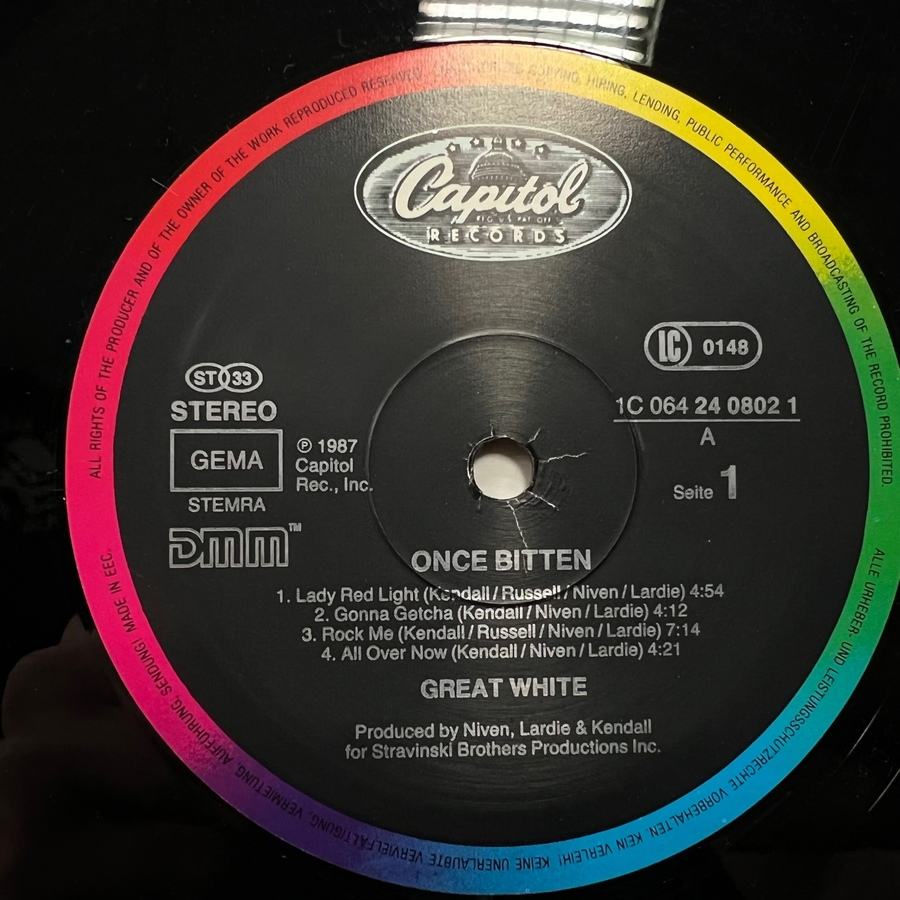 ALL RIGHTS OF THE PRODUCER AND OF THE OWNER OF THE WORK REPRODUCED RESERVED. UNAUTHORIZED COPYING, HIRING, LENDING, PUBLIC PERFORMANCE AND BROADCASTING OF THE RECORD PROHIBITED.
Capitol
REG. U.S. PAT. OFF.
RECORDS
LC 0148
ST 33
STEREO
GEMA
STEMRA
DMM™
℗ 1987
Capitol
Rec., Inc.
1C 064 24 0802 1
A
Seite 1
ONCE BITTEN
1. Lady Red Light (Kendall / Russell / Niven / Lardie) 4:54
2. Gonna Getcha (Kendall / Niven / Lardie) 4:12
3. Rock Me (Kendall / Russell / Niven / Lardie) 7:14
4. All Over Now (Kendall / Niven / Lardie) 4:21
GREAT WHITE
Produced by Niven, Lardie & Kendall
for Stravinski Brothers Productions Inc.
ALLE URHEBER- UND LEISTUNGSSCHUTZRECHTE VORBEHALTEN. KEIN VERLEIH! KEINE UNERLAUBTE VERVIELFÄLTIGUNG, VERMIETUNG, AUFFÜHRUNG, SENDUNG! MADE IN EEC.